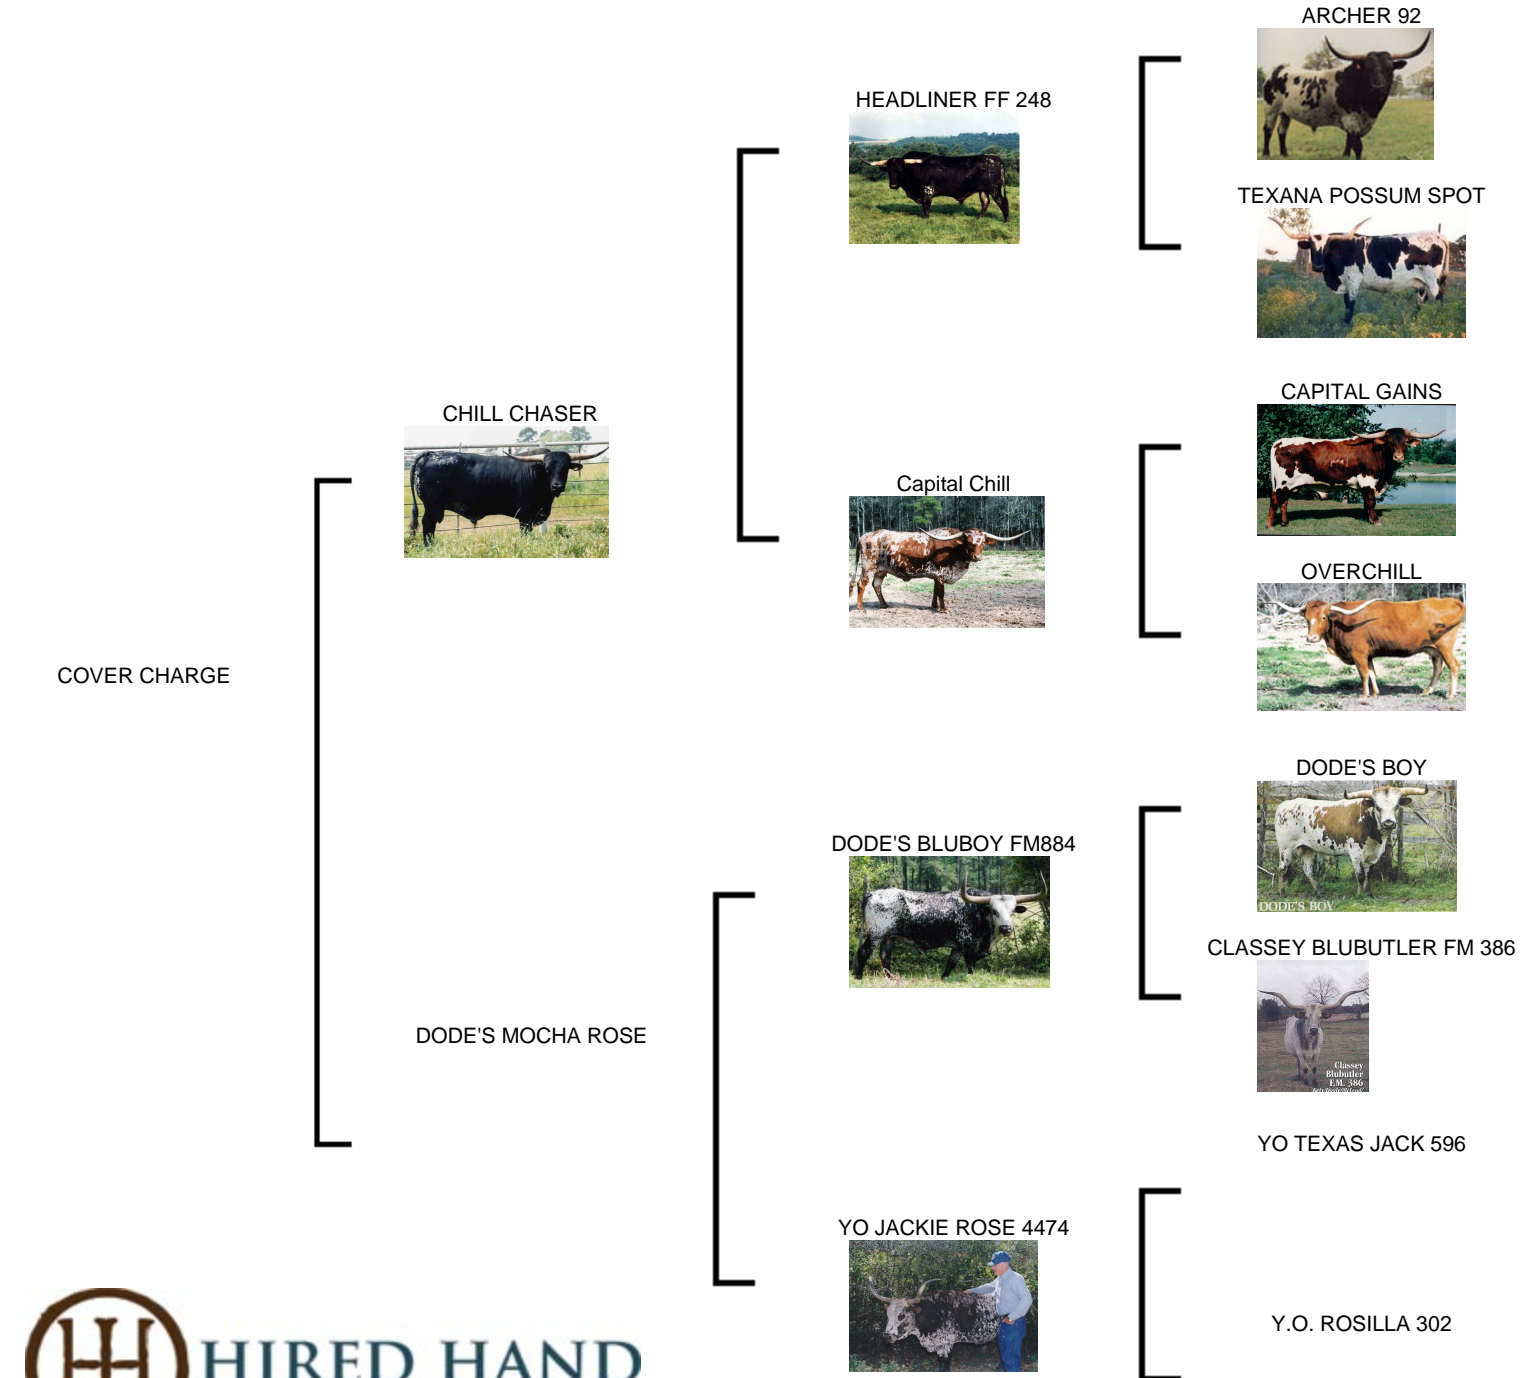 ARCHER 92
HEADLINER FF 248
TEXANA POSSUM SPOT
CAPITAL GAINS
CHILL CHASER
Capital Chill
OVERCHILL
COVER CHARGE
DODE'S BOY
DODE'S BLUBOY FM884
DODE'S BOY
CLASSEY BLUBUTLER FM 386
DODE'S MOCHA ROSE
Classey
Blubutler
F.M. 386
YO TEXAS JACK 596
YO JACKIE ROSE 4474
Y.O. ROSILLA 302
HIRED HAND